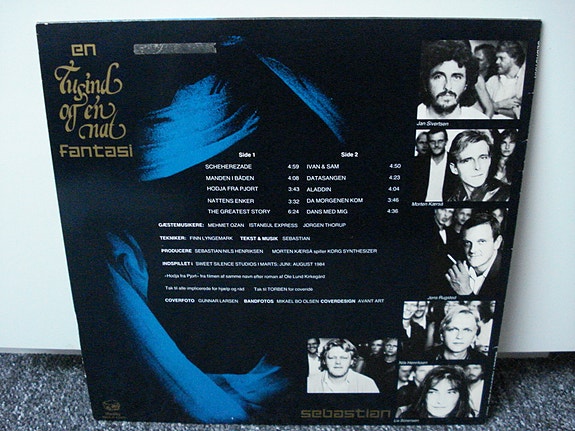 en
Tusind
og én
nat
fantasi
Side 1
SCHEHEREZADE 4:59
MANDEN I BÅDEN 4:08
HODJA FRA PJORT 3:43
NATTENS ENKER 3:32
THE GREATEST STORY 6:24
Side 2
IVAN & SAM 4:50
DATASANGEN 4:23
ALADDIN 4:04
DA MORGENEN KOM 3:46
DANS MED MIG 4:36
GÆSTEMUSIKERE: MEHMET OZAN ISTANBUL EXPRESS JØRGEN THORUP
TEKNIKER: FINN LYNGEMARK TEKST & MUSIK SEBASTIAN
PRODUCERE SEBASTIAN/NILS HENRIKSEN MORTEN KÆRSÅ spiller KORG SYNTHESIZER
INDSPILLET I SWEET SILENCE STUDIOS I MARTS, JUNI, AUGUST 1984
»Hodja fra Pjort« fra filmen af samme navn efter roman af Ole Lund Kirkegård
Tak til alle implicerede for hjælp og råd Tak til TORBEN for coveride
COVERFOTO GUNNAR LARSEN BANDFOTOS MIKAEL BO OLSEN COVERDESIGN AVANT ART
Jan Sivertsen
Morten Kærså
Jens Rugsted
Nils Henriksen
Lis Sørensen
sebastian